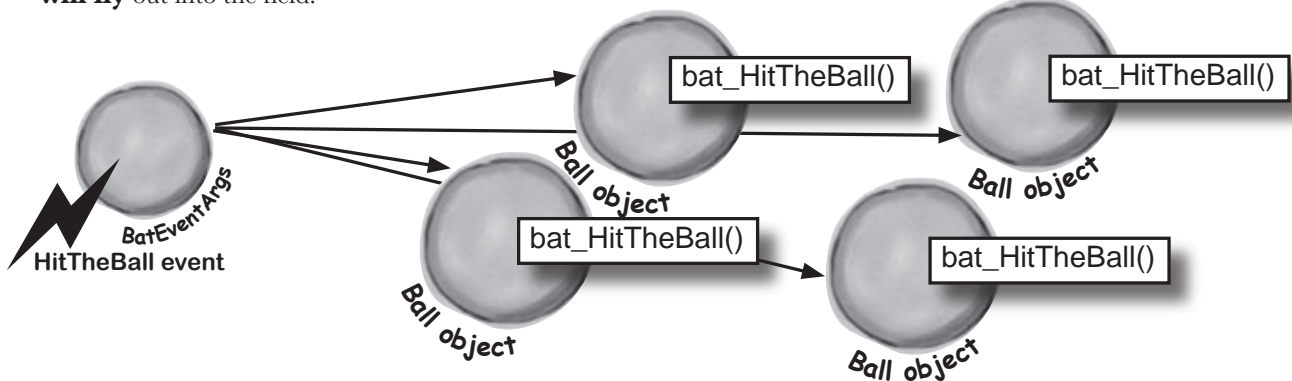 will fly out into the field.
bat_HitTheBall()
bat_HitTheBall()
Ball object
Ball object
BatEventArgs
HitTheBall event
bat_HitTheBall()
bat_HitTheBall()
Ball object
Ball object